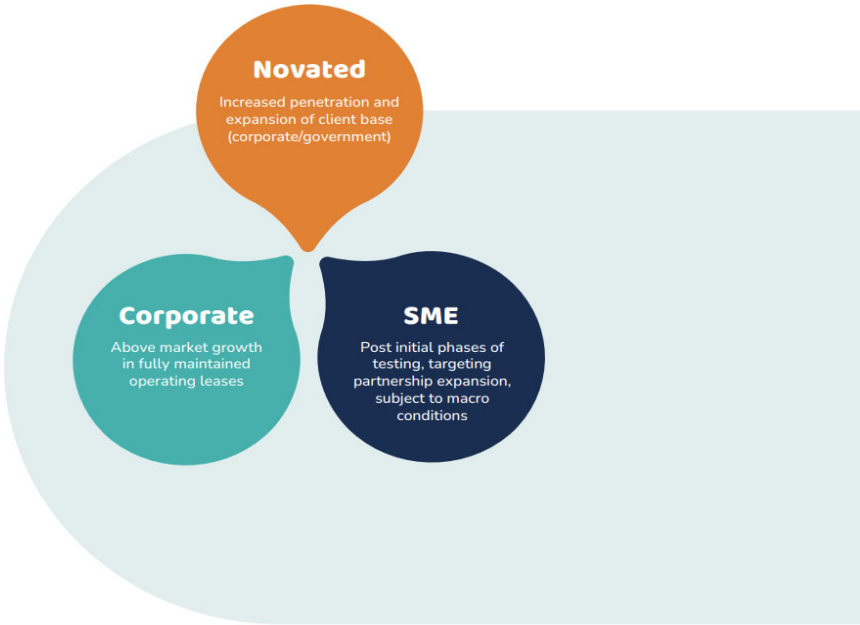 Novated
Increased penetration and
expansion of client base
(corporate/government)
Corporate
Above market growth
in fully maintained
operating leases
SME
Post initial phases of
testing, targeting
partnership expansion,
subject to macro
conditions